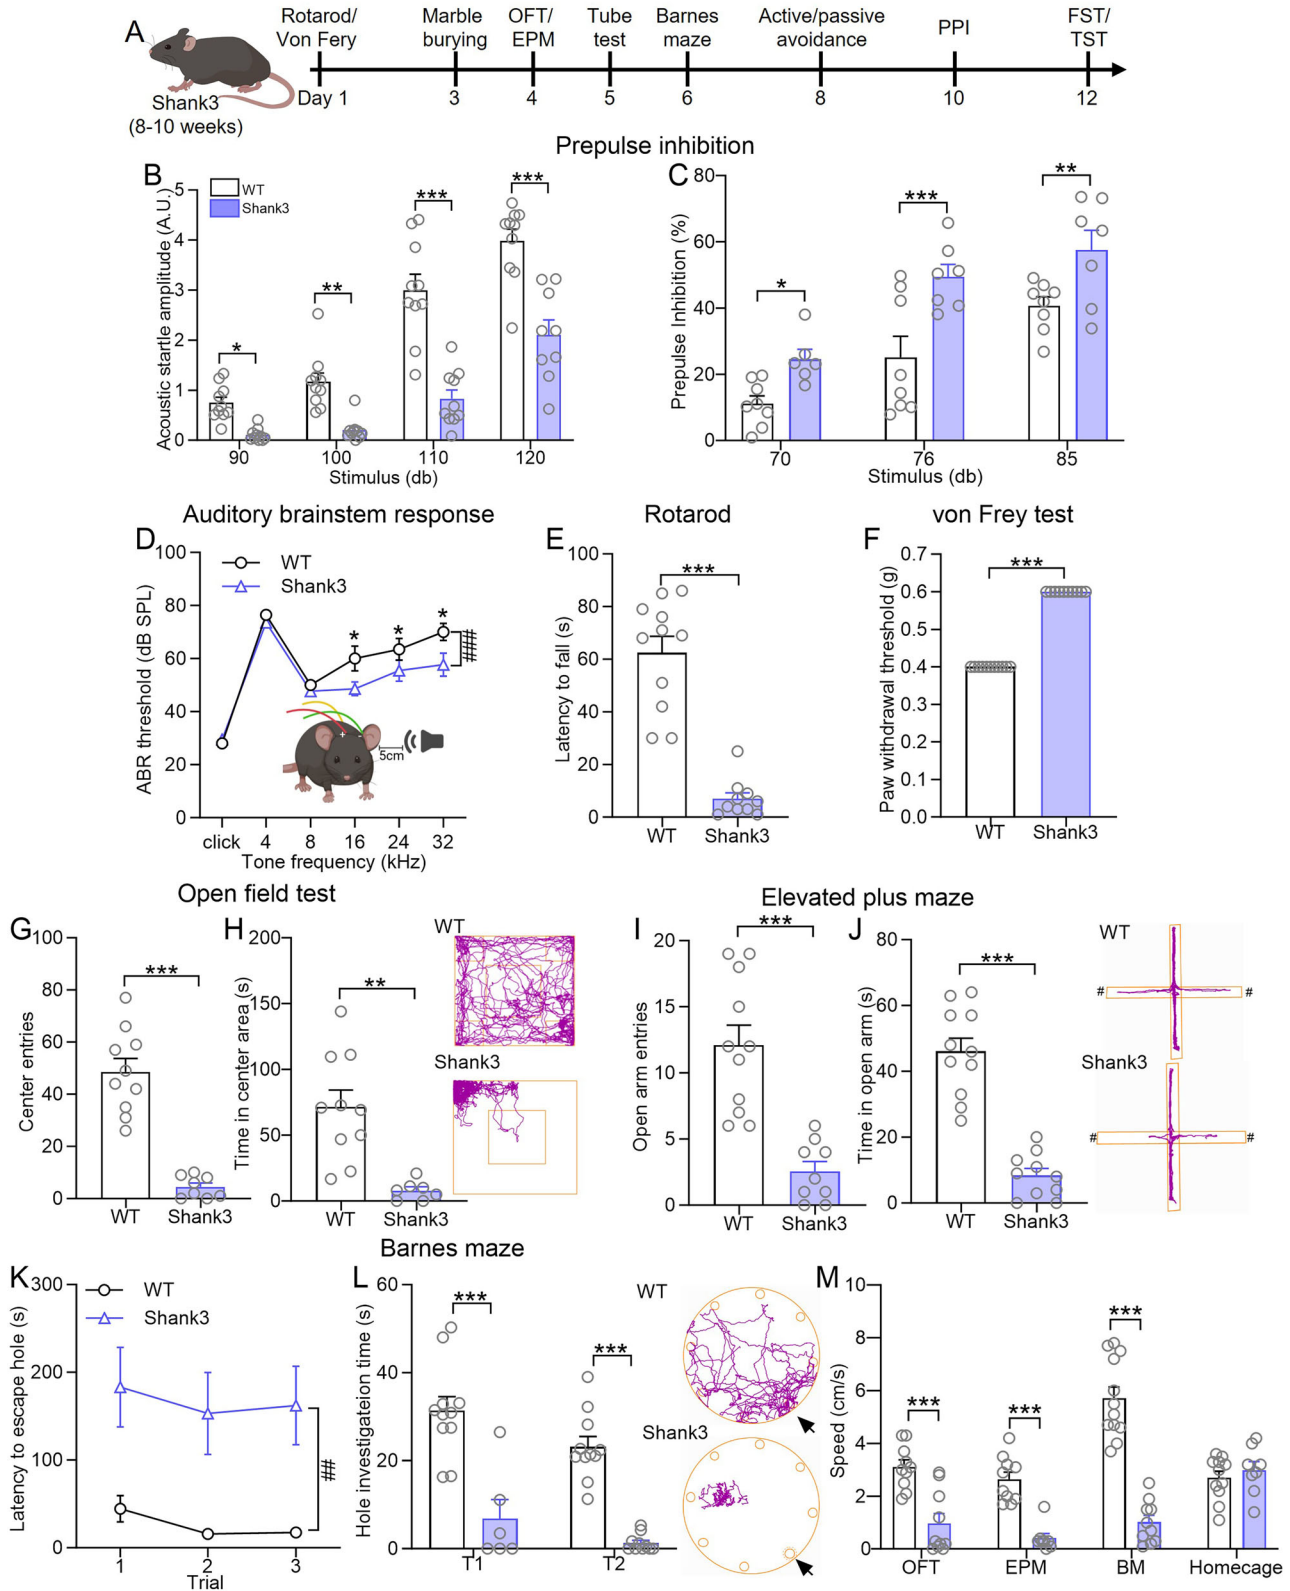 A
Rotarod/
Von Fery
Marble
burying
OFT/
EPM
Tube
test
Barnes
maze
Active/passive
avoidance
PPI
FST/
TST
Shank3
(8-10 weeks)
Day 1
3
4
5
6
8
10
12
Prepulse inhibition
B
WT
Shank3
Acoustic startle amplitude (A.U.)
5
4
3
2
1
0
*
**
***
***
90
100
110
120
Stimulus (db)
C
Prepulse Inhibition (%)
80
60
40
20
0
*
***
**
70
76
85
Stimulus (db)
Auditory brainstem response
D
WT
Shank3
ABR threshold (dB SPL)
100
80
60
40
20
0
*
*
*
####
5cm
click
4
8
16
24
32
Tone frequency (kHz)
Rotarod
E
Latency to fall (s)
100
80
60
40
20
0
***
WT
Shank3
von Frey test
F
Paw withdrawal threshold (g)
0.7
0.6
0.5
0.4
0.3
0.2
0.1
0.0
***
WT
Shank3
Open field test
G
Center entries
100
80
60
40
20
0
***
WT
Shank3
H
Time in center area (s)
200
150
100
50
0
**
WT
Shank3
WT
Shank3
Elevated plus maze
I
Open arm entries
20
15
10
5
0
***
WT
Shank3
J
Time in open arm (s)
80
60
40
20
0
***
WT
Shank3
WT
#
#
Shank3
#
#
Barnes maze
K
WT
Shank3
Latency to escape hole (s)
300
200
100
0
##
1
2
3
Trial
L
Hole investigation time (s)
60
40
20
0
***
***
T1
T2
WT
Shank3
M
Speed (cm/s)
10
8
6
4
2
0
***
***
***
OFT
EPM
BM
Homecage